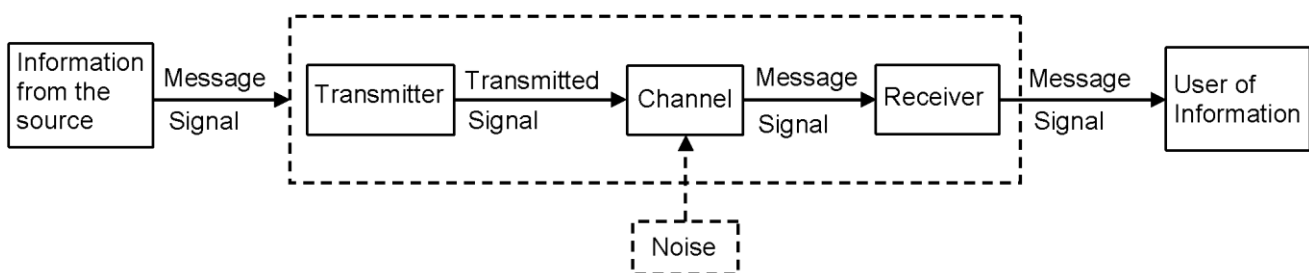 Information
from the
source
Message
Signal
Transmitter
Transmitted
Signal
Channel
Message
Signal
Receiver
Message
Signal
User of
Information
Noise